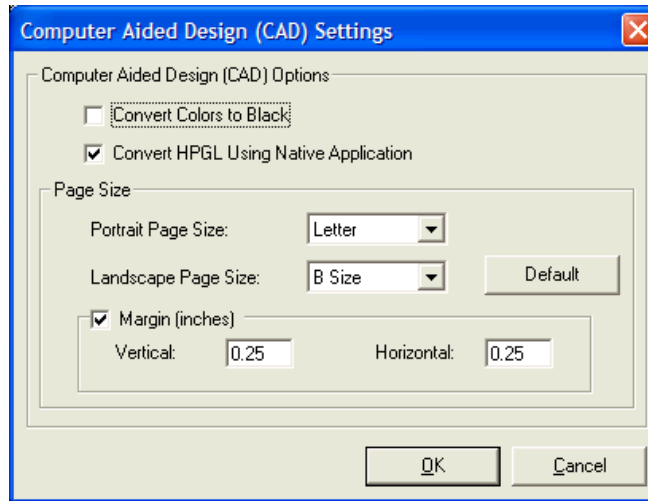 Computer Aided Design (CAD) Settings
Computer Aided Design (CAD) Options
Convert Colors to Black
Convert HPGL Using Native Application
Page Size
Portrait Page Size: Letter
Landscape Page Size: B Size Default
Margin (inches)
Vertical: 0.25 Horizontal: 0.25
OK Cancel